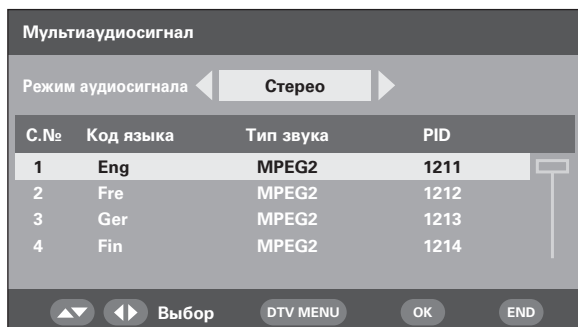 Мультиаудиосигнал
Режим аудиосигнала Стерео
С.№ Код языка Тип звука PID
1 Eng MPEG2 1211
2 Fre MPEG2 1212
3 Ger MPEG2 1213
4 Fin MPEG2 1214
Выбор DTV MENU OK END